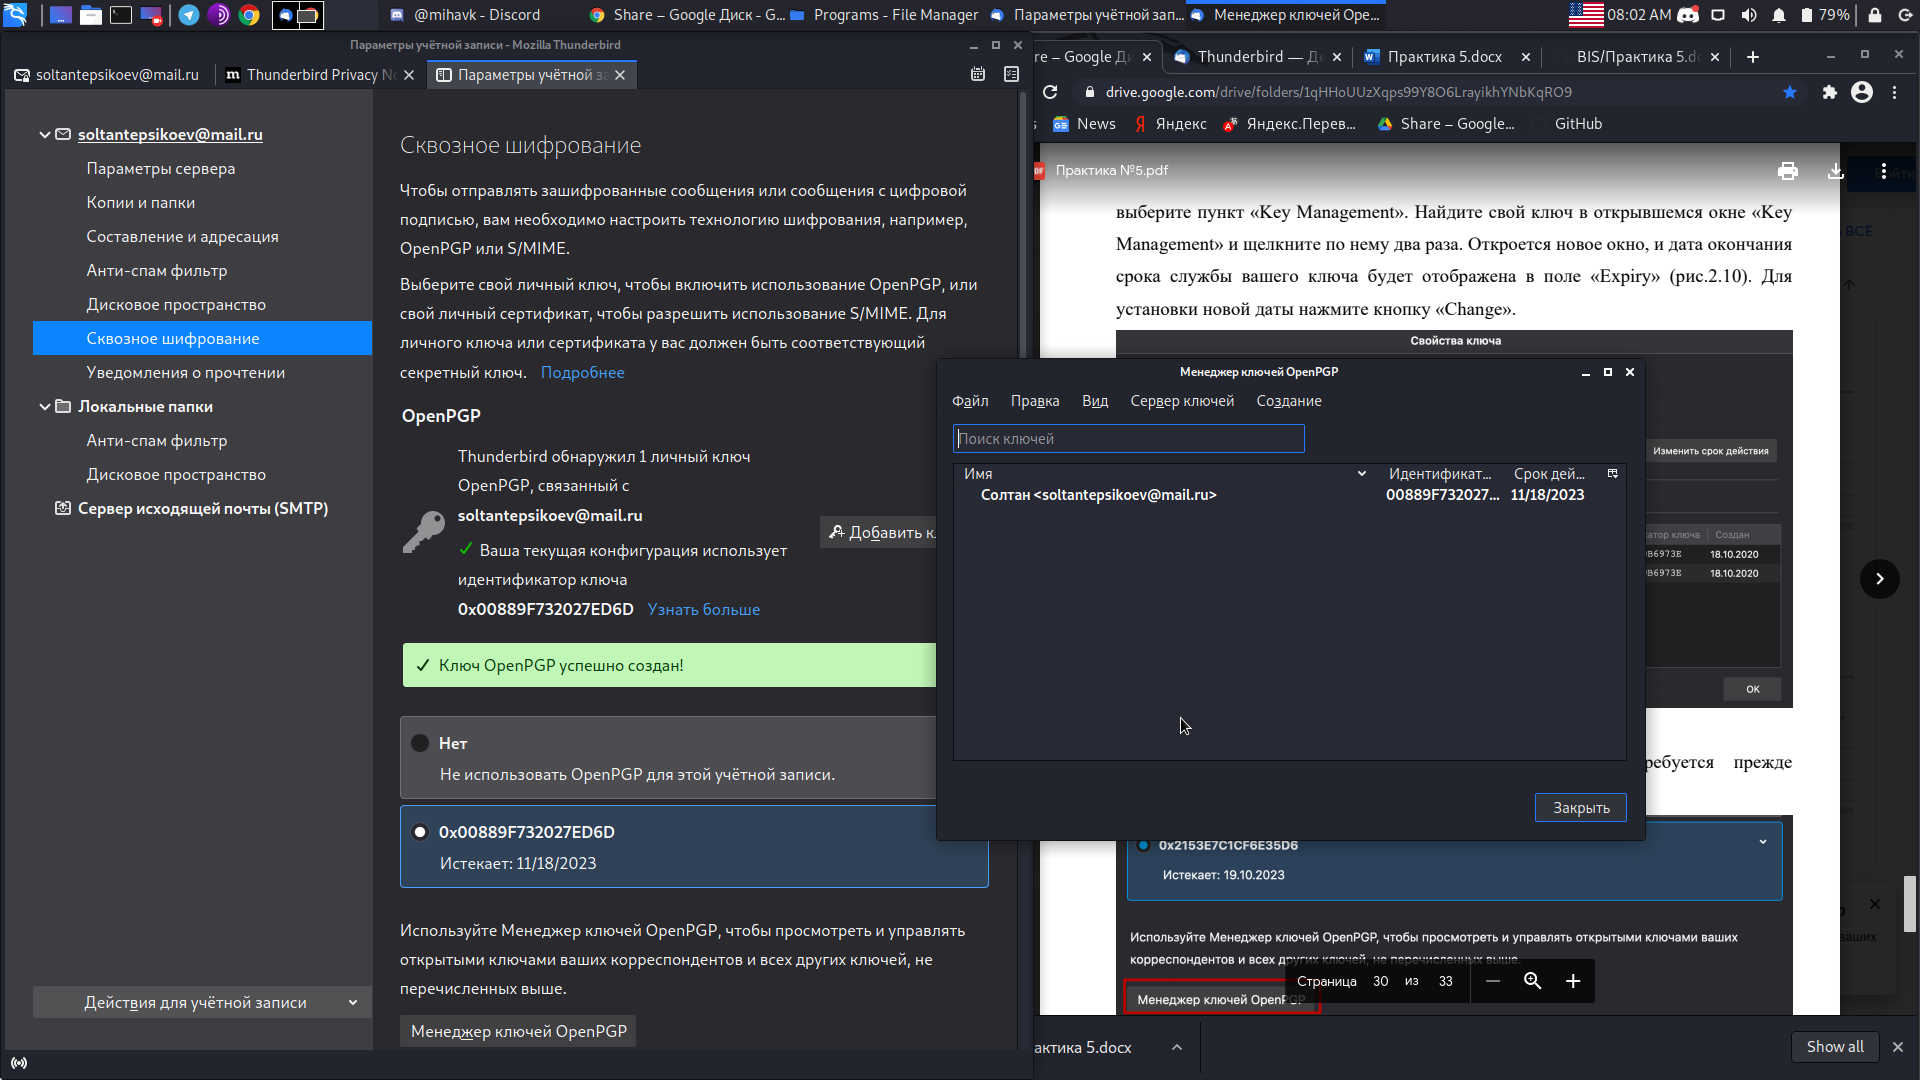 @mihavk - Discord
Share – Google Диск - G...
Programs - File Manager
Параметры учётной зап...
Менеджер ключей Оре...
08:02 AM
79%
Параметры учётной записи - Mozilla Thunderbird
soltantepsikoev@mail.ru
Thunderbird Privacy N
Параметры учётной з
soltantepsikoev@mail.ru
Параметры сервера
Копии и папки
Составление и адресация
Анти-спам фильтр
Дисковое пространство
Сквозное шифрование
Уведомления о прочтении
Локальные папки
Анти-спам фильтр
Дисковое пространство
Сервер исходящей почты (SMTP)
Действия для учётной записи
Сквозное шифрование
Чтобы отправлять зашифрованные сообщения или сообщения с цифровой
подписью, вам необходимо настроить технологию шифрования, например,
OpenPGP или S/MIME.
Выберите свой личный ключ, чтобы включить использование OpenPGP, или
свой личный сертификат, чтобы разрешить использование S/MIME. Для
личного ключа или сертификата у вас должен быть соответствующий
секретный ключ. Подробнее
OpenPGP
Thunderbird обнаружил 1 личный ключ
OpenPGP, связанный с
soltantepsikoev@mail.ru
Ваша текущая конфигурация использует
идентификатор ключа
0x00889F732027ED6D Узнать больше
Добавить к
Ключ OpenPGP успешно создан!
Нет
Не использовать OpenPGP для этой учётной записи.
0x00889F732027ED6D
Истекает: 11/18/2023
Используйте Менеджер ключей OpenPGP, чтобы просмотреть и управлять
открытыми ключами ваших корреспондентов и всех других ключей, не
перечисленных выше.
Менеджер ключей OpenPGP
re – Google Д
Thunderbird — Д
Практика 5.docx
BIS/Практика 5.d
drive.google.com/drive/folders/1qHHoUUzXqps99Y8O6LrayikhYNbKqRO9
News
Яндекс
Яндекс.Перев...
Share – Google...
GitHub
Практика №5.pdf
ВСЕ
выберите пункт «Key Management». Найдите свой ключ в открывшемся окне «Key
Management» и щелкните по нему два раза. Откроется новое окно, и дата окончания
срока службы вашего ключа будет отображена в поле «Expiry» (рис.2.10). Для
установки новой даты нажмите кнопку «Change».
Свойства ключа
Изменить срок действия
атор ключа Создан
B6973E 18.10.2020
B6973E 18.10.2020
OK
Менеджер ключей OpenPGP
Файл Правка Вид Сервер ключей Создание
Поиск ключей
Имя Идентификат... Срок дей...
Солтан <soltantepsikoev@mail.ru> 00889F732027... 11/18/2023
Закрыть
ребуется прежде
0x2153E7C1CF6E35D6
Истекает: 19.10.2023
Используйте Менеджер ключей OpenPGP, чтобы просмотреть и управлять открытыми ключами ваших
корреспондентов и всех других ключей, не перечисленных выше.
Менеджер ключей OpenPGP
Страница 30 из 33
ваших
актика 5.docx
Show all